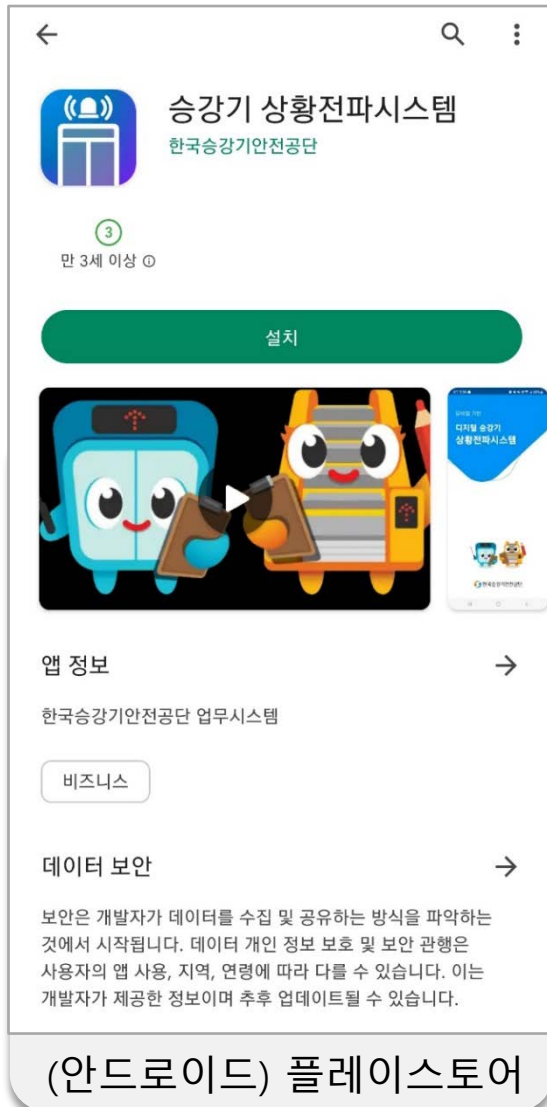 승강기 상황전파시스템
한국승강기안전공단
3
만 3세 이상
설치
디지털 승강기
상황전파시스템
한국승강기안전공단
앱 정보
한국승강기안전공단 업무시스템
비즈니스
데이터 보안
보안은 개발자가 데이터를 수집 및 공유하는 방식을 파악하는
것에서 시작됩니다. 데이터 개인 정보 보호 및 보안 관행은
사용자의 앱 사용, 지역, 연령에 따라 다를 수 있습니다. 이는
개발자가 제공한 정보이며 추후 업데이트될 수 있습니다.
(안드로이드) 플레이스토어